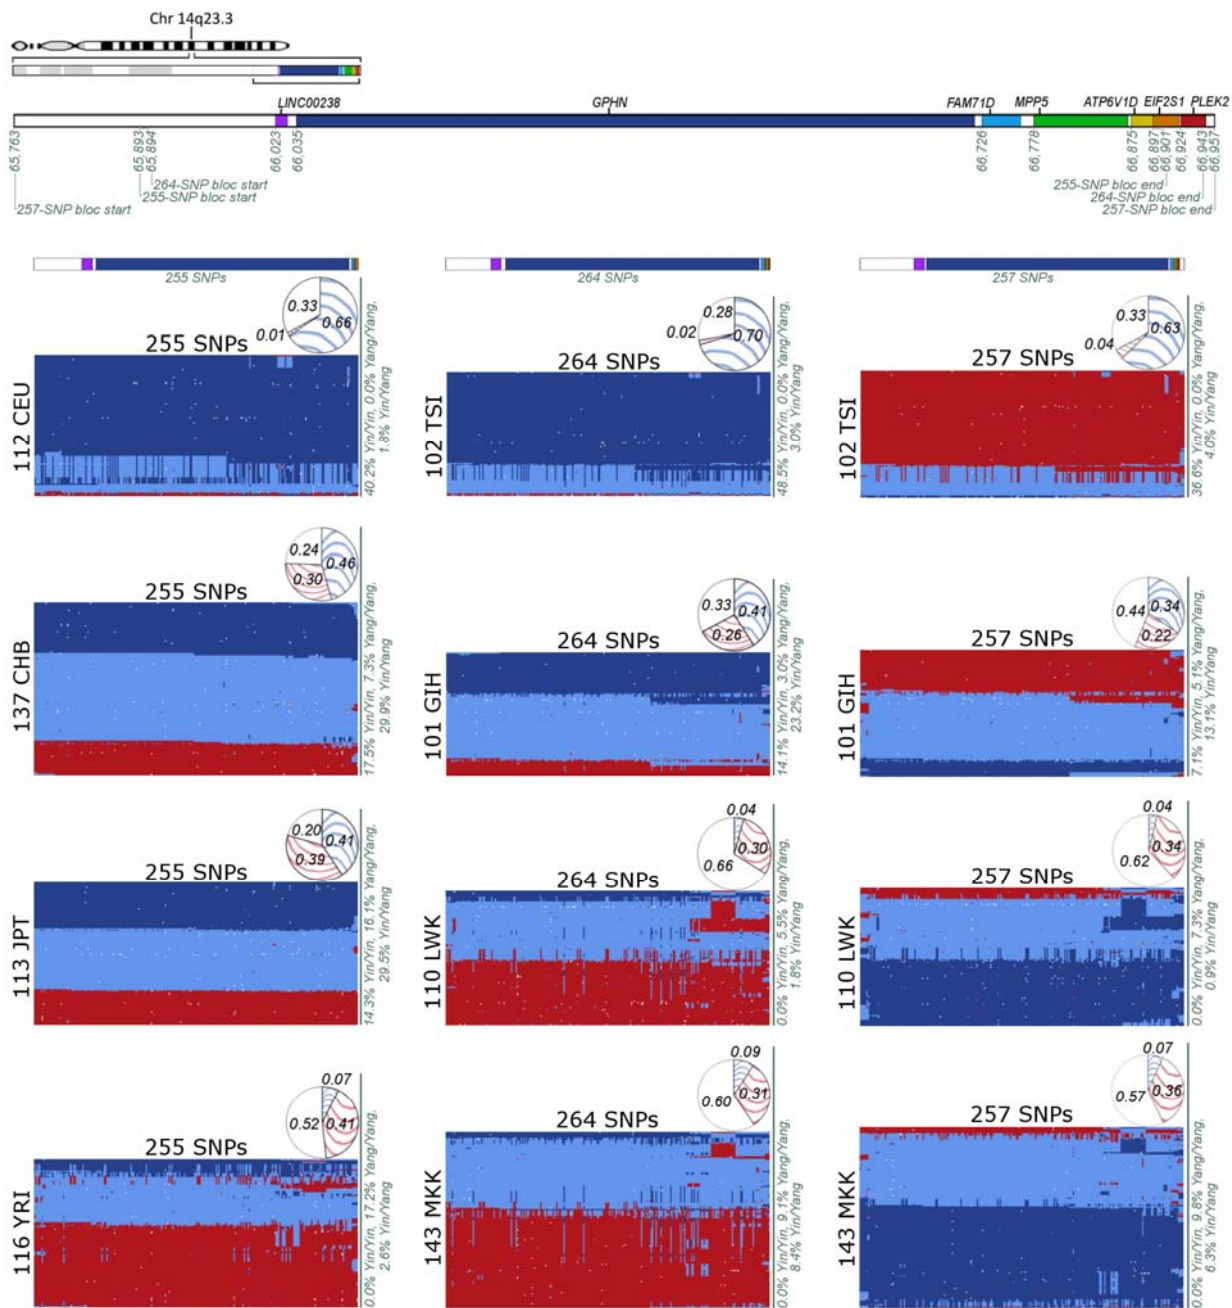 Chr 14q23.3
LINC00238 GPHN FAM71D MPP5 ATP6V1D EIF2S1 PLEK2
65,763 65,893 65,894 66,023 66,035 66,726 66,778 66,875 66,897 66,901 66,924 66,943 66,957
264-SNP bloc start
255-SNP bloc start
257-SNP bloc start
255-SNP bloc end
264-SNP bloc end
257-SNP bloc end
255 SNPs
0.33 0.66 0.01
255 SNPs
112 CEU
40.2% Yin/Yin, 0.0% Yang/Yang,
1.8% Yin/Yang
264 SNPs
0.28 0.70 0.02
264 SNPs
102 TSI
48.5% Yin/Yin, 0.0% Yang/Yang,
3.0% Yin/Yang
257 SNPs
0.33 0.63 0.04
257 SNPs
102 TSI
36.6% Yin/Yin, 0.0% Yang/Yang,
4.0% Yin/Yang
0.24 0.46 0.30
255 SNPs
137 CHB
17.5% Yin/Yin, 7.3% Yang/Yang,
29.9% Yin/Yang
0.33 0.41 0.26
264 SNPs
101 GIH
14.1% Yin/Yin, 3.0% Yang/Yang,
23.2% Yin/Yang
0.44 0.34 0.22
257 SNPs
101 GIH
7.1% Yin/Yin, 5.1% Yang/Yang,
13.1% Yin/Yang
0.20 0.41 0.39
255 SNPs
113 JPT
14.3% Yin/Yin, 16.1% Yang/Yang,
29.5% Yin/Yang
0.04 0.30 0.66
264 SNPs
110 LWK
0.0% Yin/Yin, 5.5% Yang/Yang,
1.8% Yin/Yang
0.04 0.34 0.62
257 SNPs
110 LWK
0.0% Yin/Yin, 7.3% Yang/Yang,
0.9% Yin/Yang
0.07 0.52 0.41
255 SNPs
116 YRI
0.0% Yin/Yin, 17.2% Yang/Yang,
2.6% Yin/Yang
0.09 0.31 0.60
264 SNPs
143 MKK
0.0% Yin/Yin, 9.1% Yang/Yang,
8.4% Yin/Yang
0.07 0.57 0.36
257 SNPs
143 MKK
0.0% Yin/Yin, 9.8% Yang/Yang,
6.3% Yin/Yang